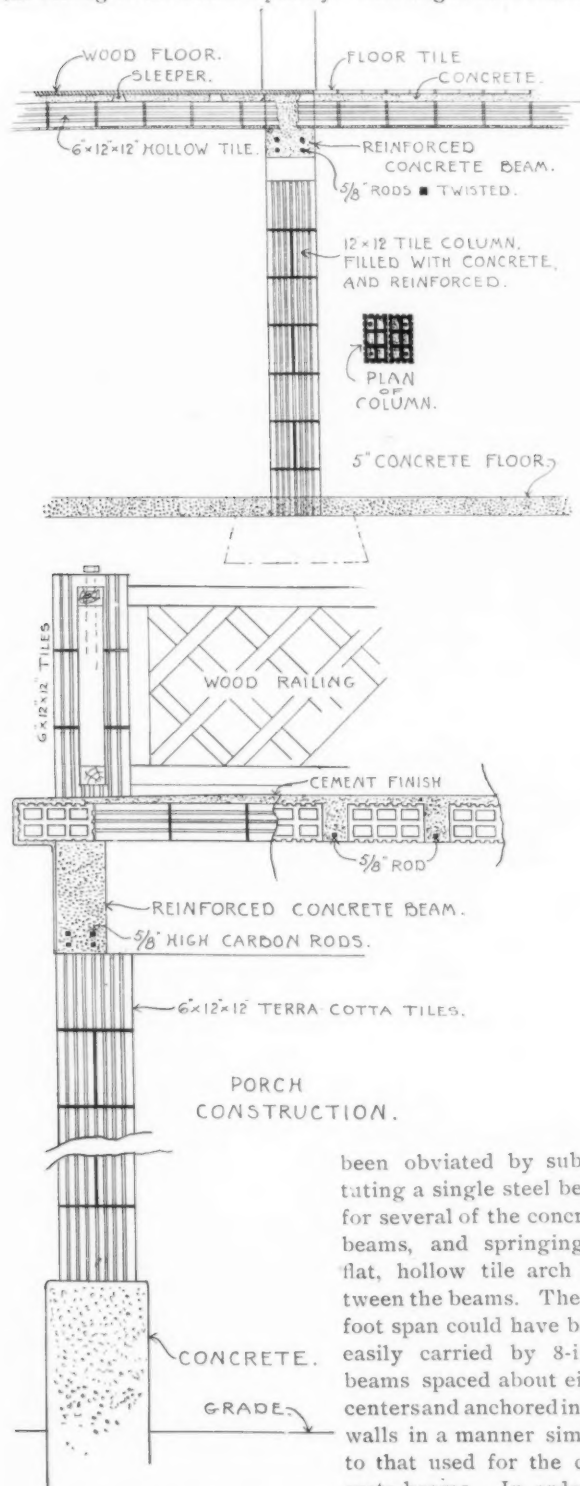 WOOD FLOOR.
SLEEPER.
FLOOR TILE
CONCRETE.
6"×12"×12" HOLLOW TILE.
REINFORCED
CONCRETE BEAM.
5/8" RODS ■ TWISTED.
12×12 TILE COLUMN,
FILLED WITH CONCRETE,
AND REINFORCED.
PLAN
OF
COLUMN.
5" CONCRETE FLOOR.
6"×12"×12" TILES
WOOD RAILING
CEMENT FINISH
5/8" ROD
REINFORCED CONCRETE BEAM.
5/8" HIGH CARBON RODS.
6"×12"×12" TERRA COTTA TILES.
PORCH
CONSTRUCTION.
CONCRETE.
GRADE.
been obviated by sub
tuting a single steel be
for several of the concr
beams, and springing
flat, hollow tile arch
tween the beams. The
foot span could have b
easily carried by 8-i
beams spaced about ei
centers and anchored in
walls in a manner sim
to that used for the c